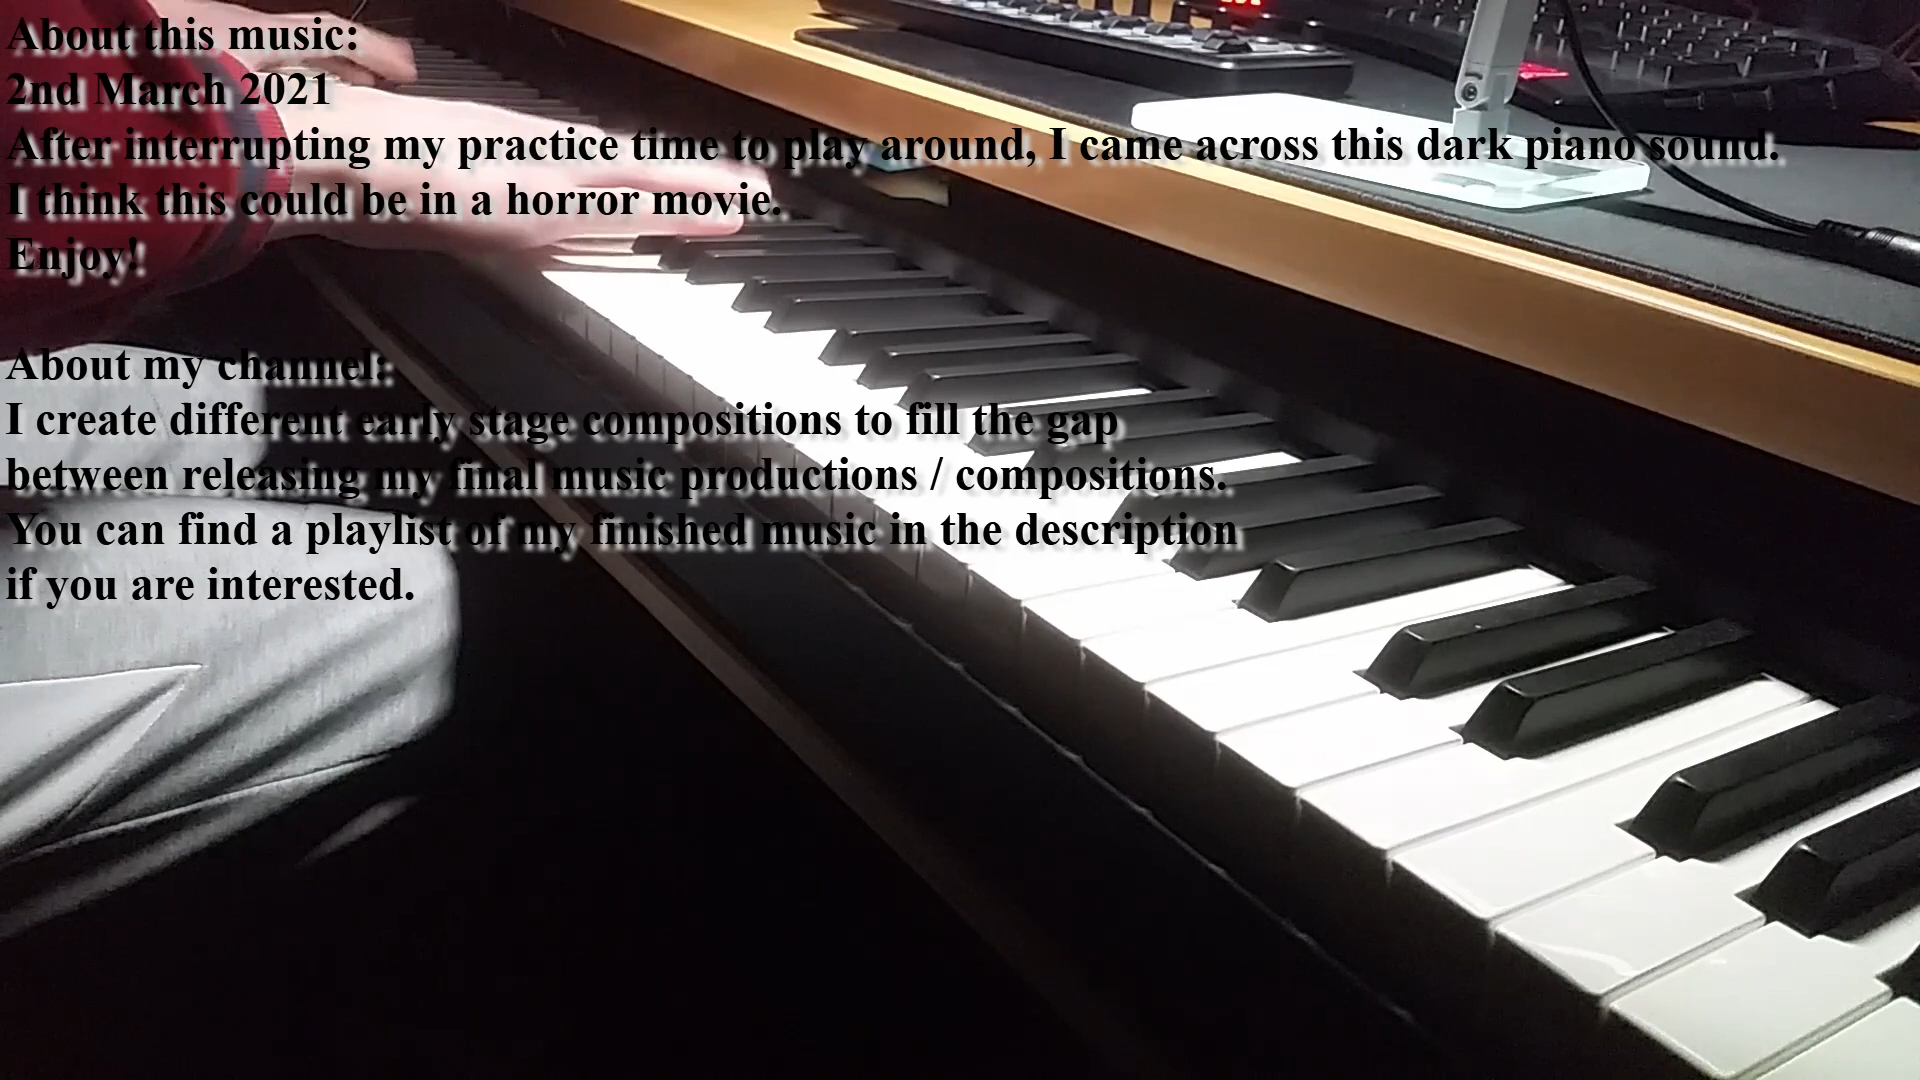 About this music:
2nd March 2021
After interrupting my practice time to play around, I came across this dark piano sound.
I think this could be in a horror movie.
Enjoy!
About my channel:
I create different early stage compositions to fill the gap
between releasing my final music productions / compositions.
You can find a playlist of my finished music in the description
if you are interested.